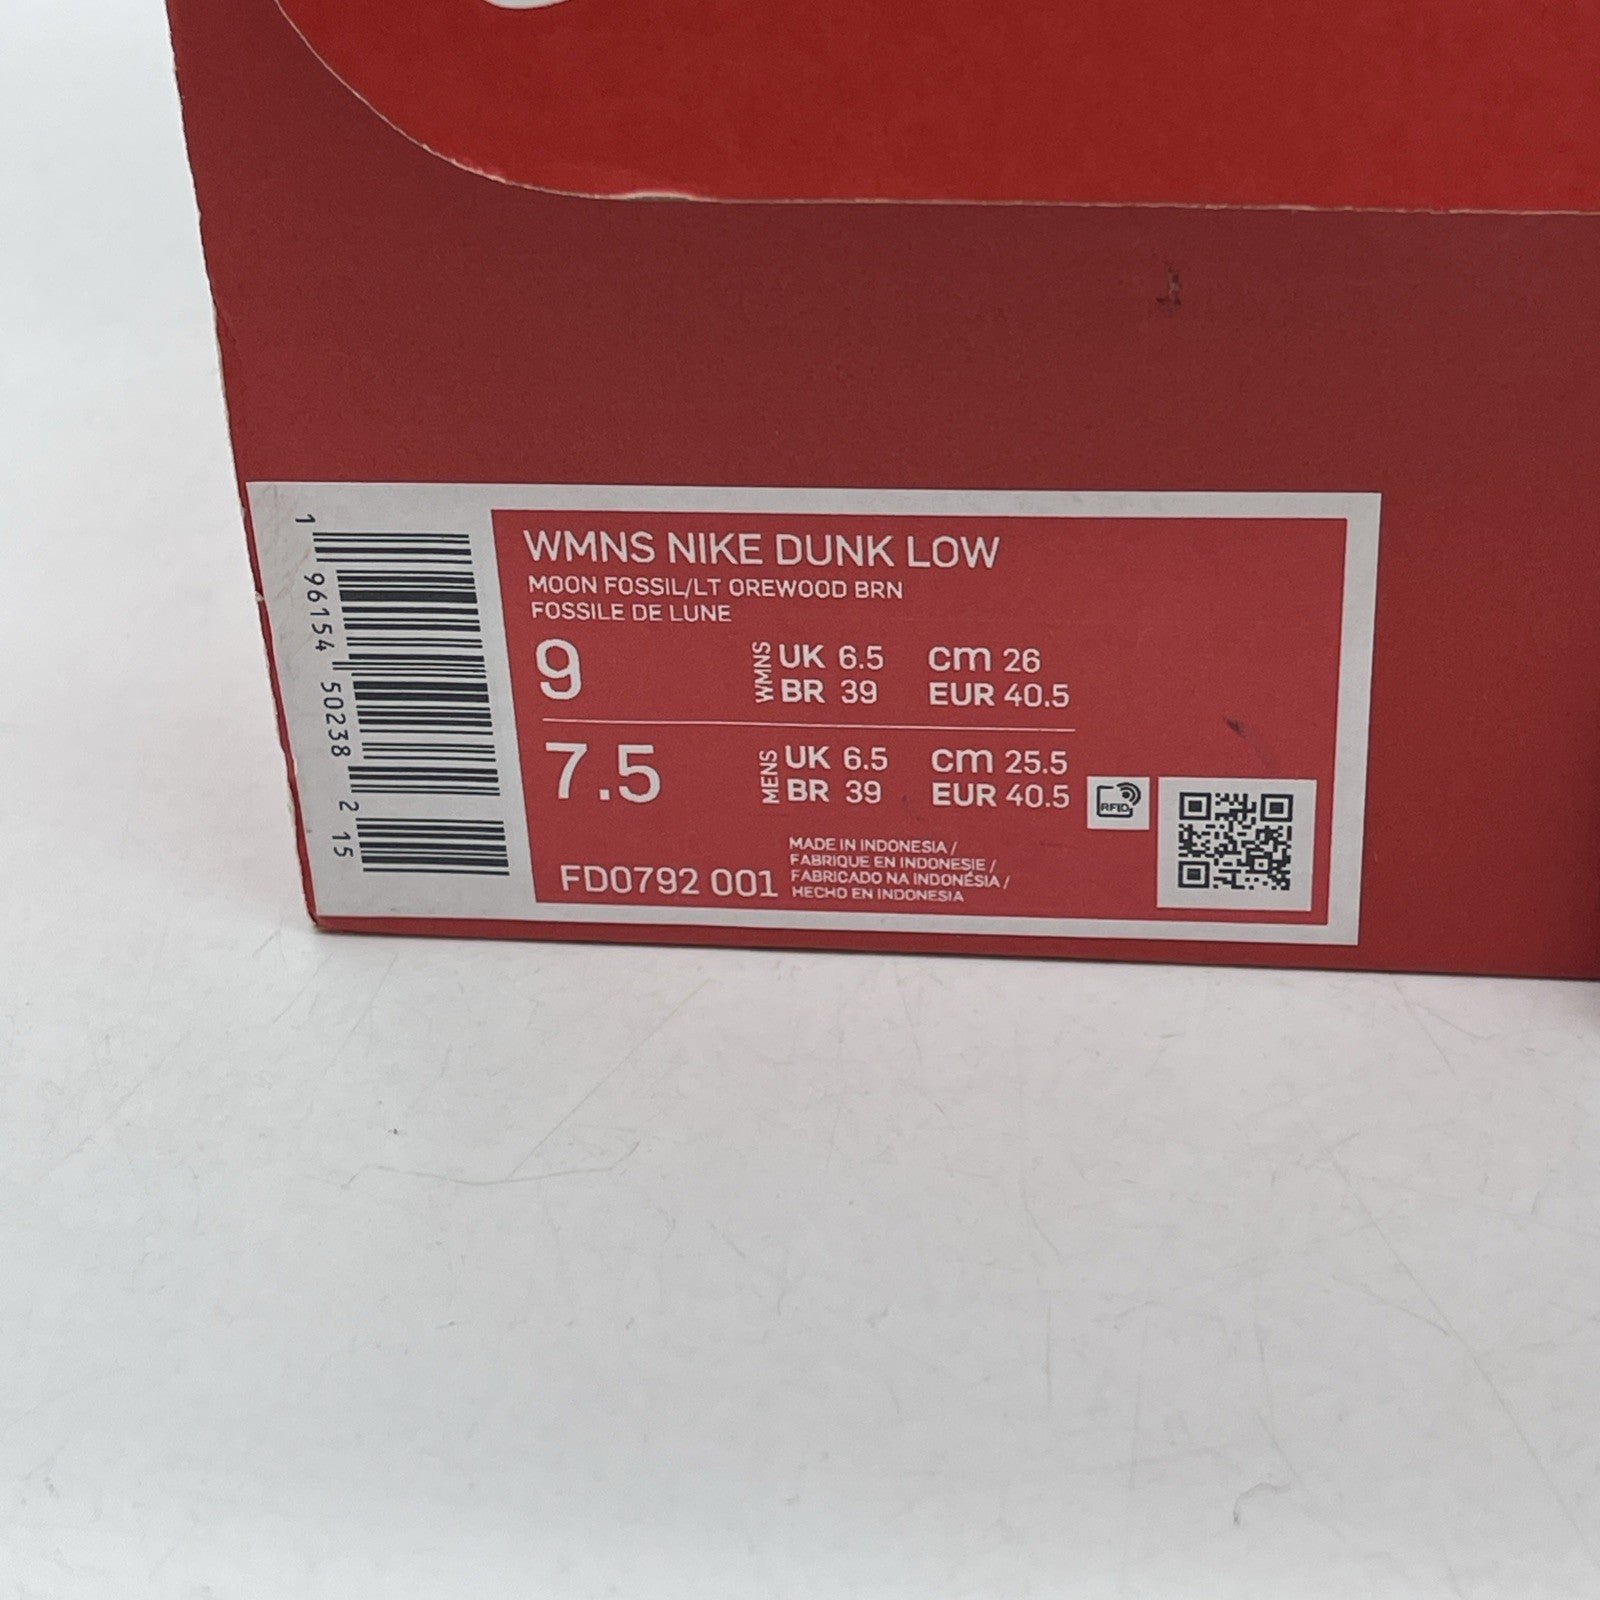 1 96154 50238 2 15
WMNS NIKE DUNK LOW
MOON FOSSIL/LT OREWOOD BRN
FOSSILE DE LUNE
9 WMNS UK 6.5 cm 26
BR 39 EUR 40.5
7.5 MENS UK 6.5 cm 25.5
BR 39 EUR 40.5
RFID
MADE IN INDONESIA /
FABRIQUE EN INDONESIE /
FABRICADO NA INDONÉSIA /
HECHO EN INDONESIA
FD0792 001